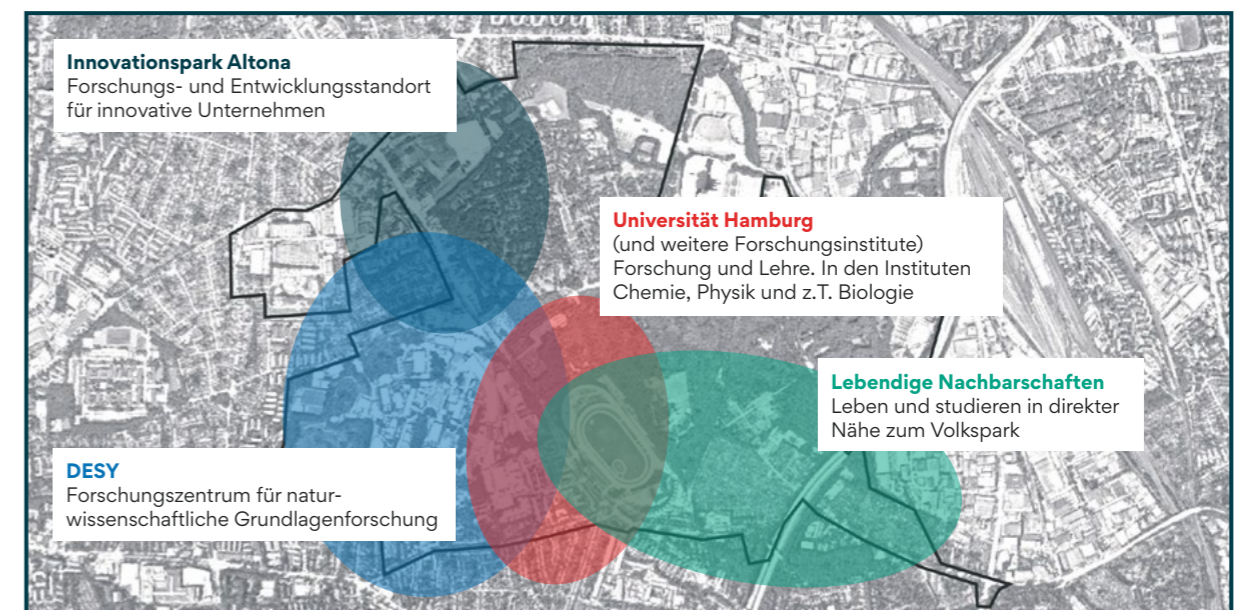 Innovationspark Altona
Forschungs- und Entwicklungsstandort
für innovative Unternehmen
Universität Hamburg
(und weitere Forschungsinstitute)
Forschung und Lehre. In den Instituten
Chemie, Physik und z.T. Biologie
Lebendige Nachbarschaften
Leben und studieren in direkter
Nähe zum Volkspark
DESY
Forschungszentrum für natur-
wissenschaftliche Grundlagenforschung